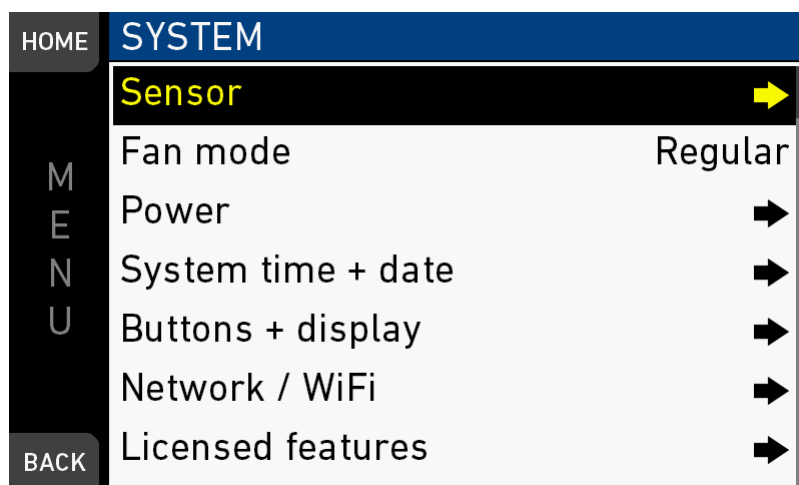 HOME
SYSTEM
Sensor
Fan mode Regular
Power
System time + date
Buttons + display
Network / WiFi
Licensed features
MENU
BACK